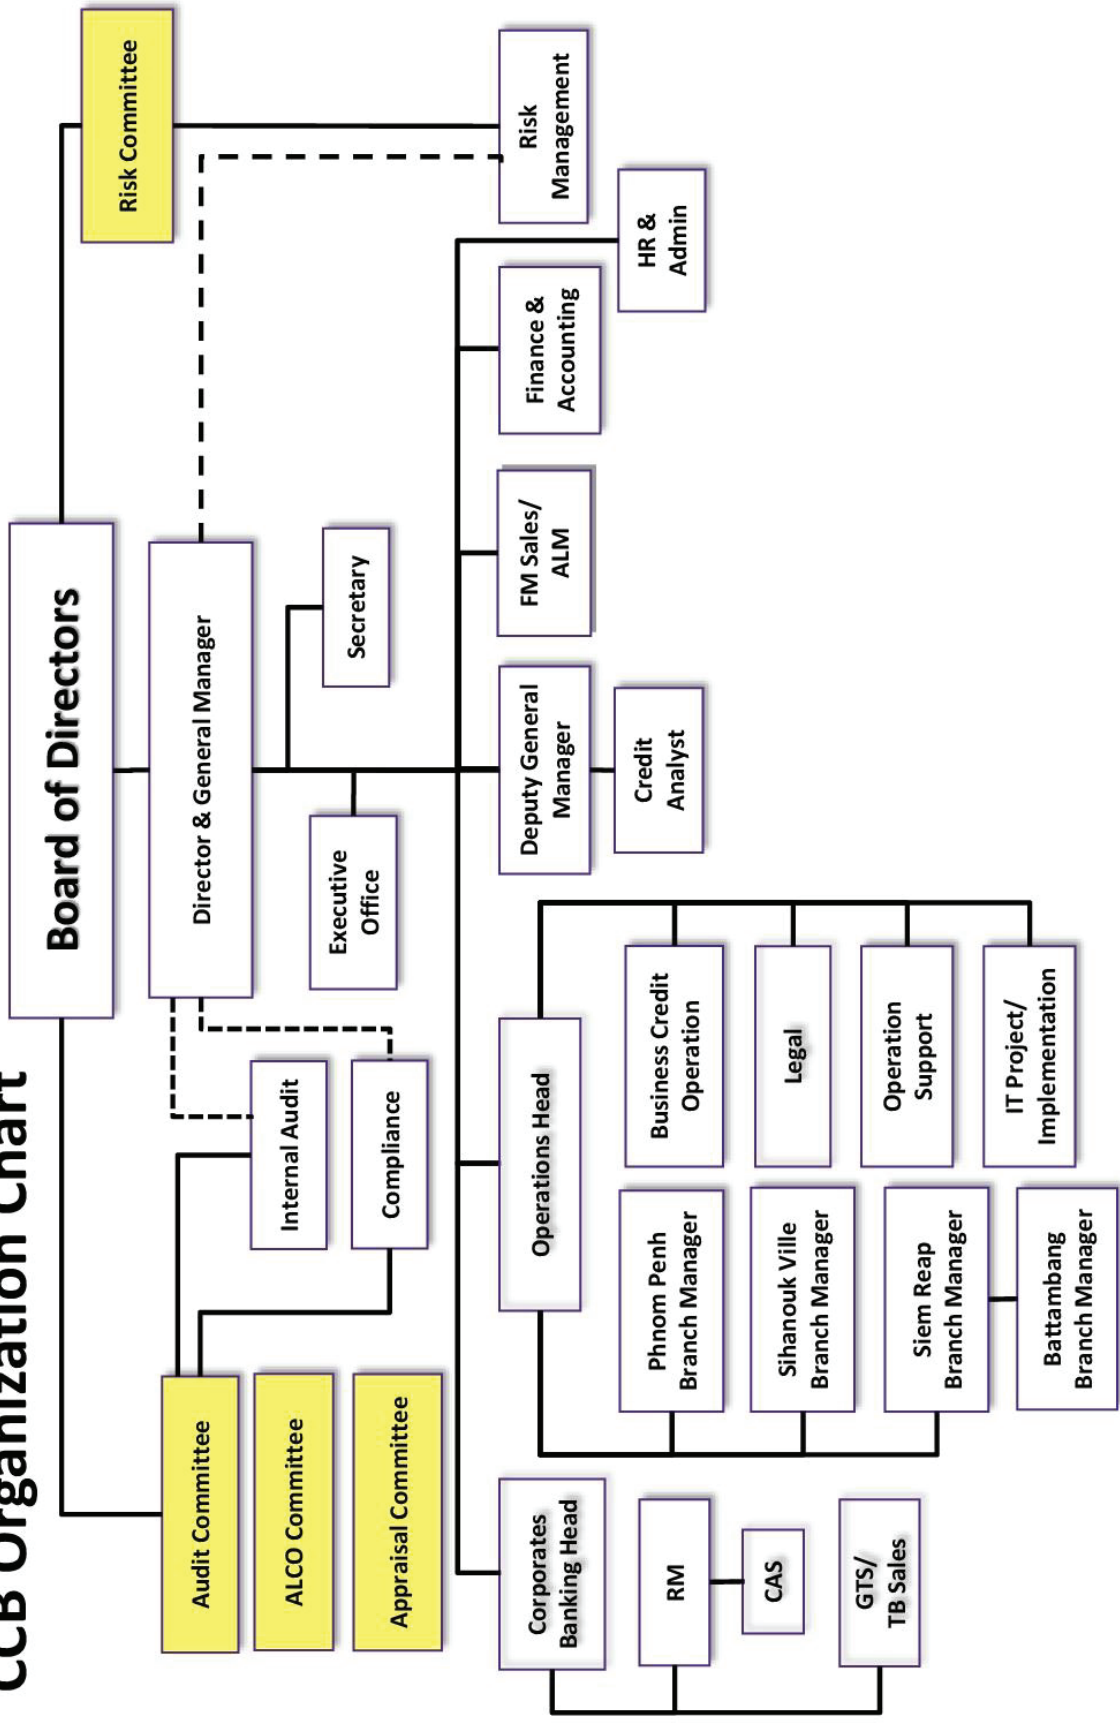 CCB Organization Chart
Board of Directors
Risk Committee
Director & General Manager
Audit Committee
ALCO Committee
Appraisal Committee
Internal Audit
Compliance
Executive
Office
Secretary
Corporates
Banking Head
Operations Head
Deputy General
Manager
FM Sales/
ALM
Finance &
Accounting
Risk
Management
HR &
Admin
Credit
Analyst
RM
CAS
GTS/
TB Sales
Phnom Penh
Branch Manager
Sihanouk Ville
Branch Manager
Siem Reap
Branch Manager
Battambang
Branch Manager
Business Credit
Operation
Legal
Operation
Support
IT Project/
Implementation